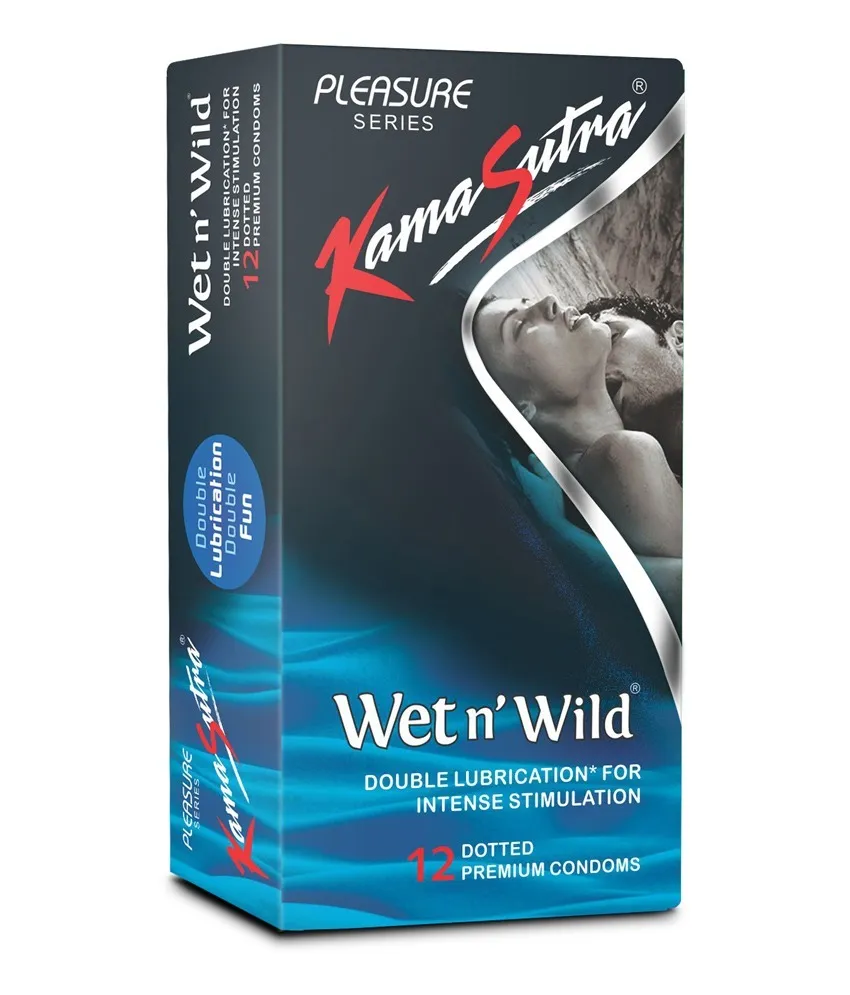 PLEASURE
SERIES
KamaSutra®
Wet n' Wild®
DOUBLE LUBRICATION* FOR
INTENSE STIMULATION
12 DOTTED
PREMIUM CONDOMS
Wet n' Wild
DOUBLE LUBRICATION* FOR
INTENSE STIMULATION
12 DOTTED
PREMIUM CONDOMS
Double
Lubrication
Double
Fun
PLEASURE
SERIES
KamaSutra®